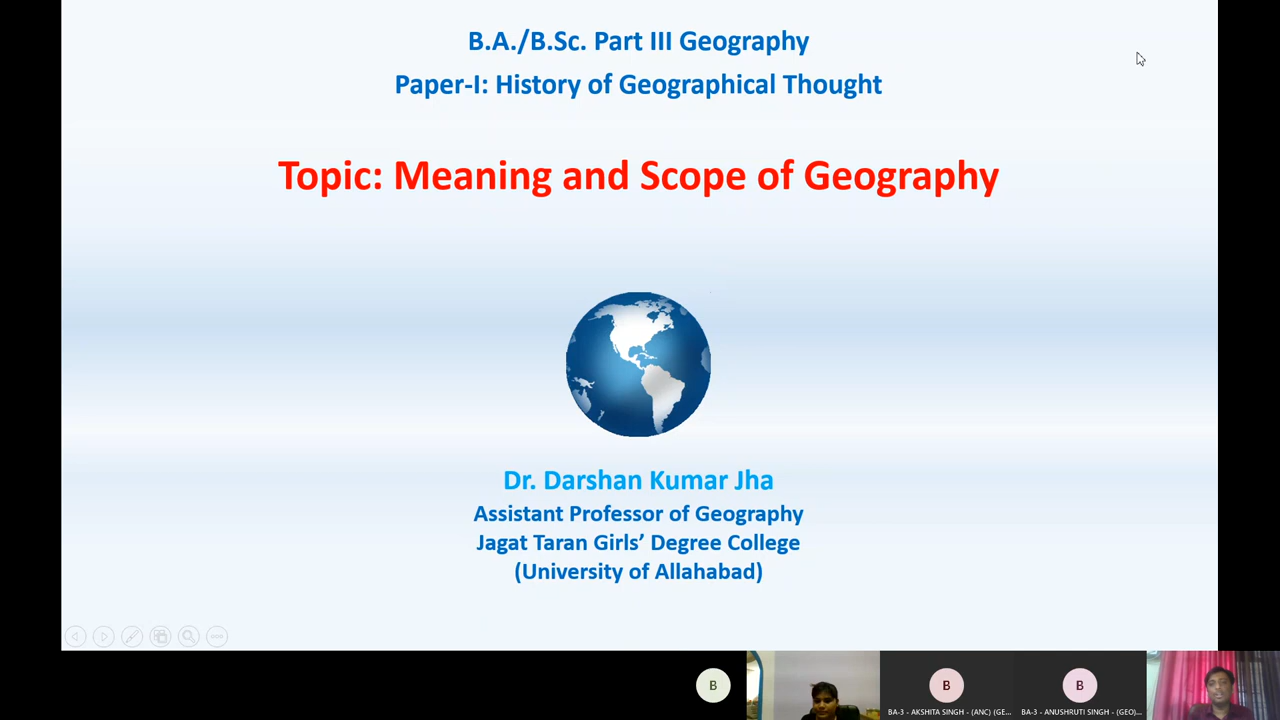 B.A./B.Sc. Part III Geography
Paper-I: History of Geographical Thought
Topic: Meaning and Scope of Geography
Dr. Darshan Kumar Jha
Assistant Professor of Geography
Jagat Taran Girls’ Degree College
(University of Allahabad)
B
B
B
BA-3 - AKSHITA SINGH - (ANC) (GE...
BA-3 - ANUSHRUTI SINGH - (GEO)...